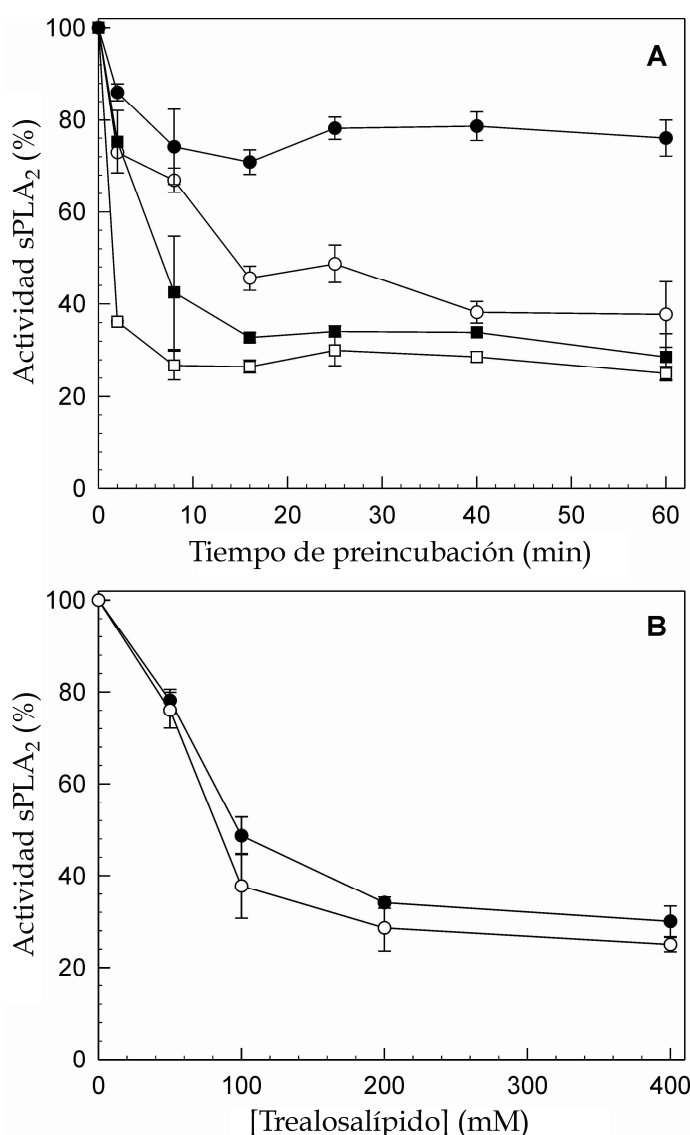 A
100
80
60
40
20
0
Actividad sPLA₂ (%)
0 10 20 30 40 50 60
Tiempo de preincubación (min)
B
100
80
60
40
20
0
Actividad sPLA₂ (%)
0 100 200 300 400
[Trealosalípido] (mM)